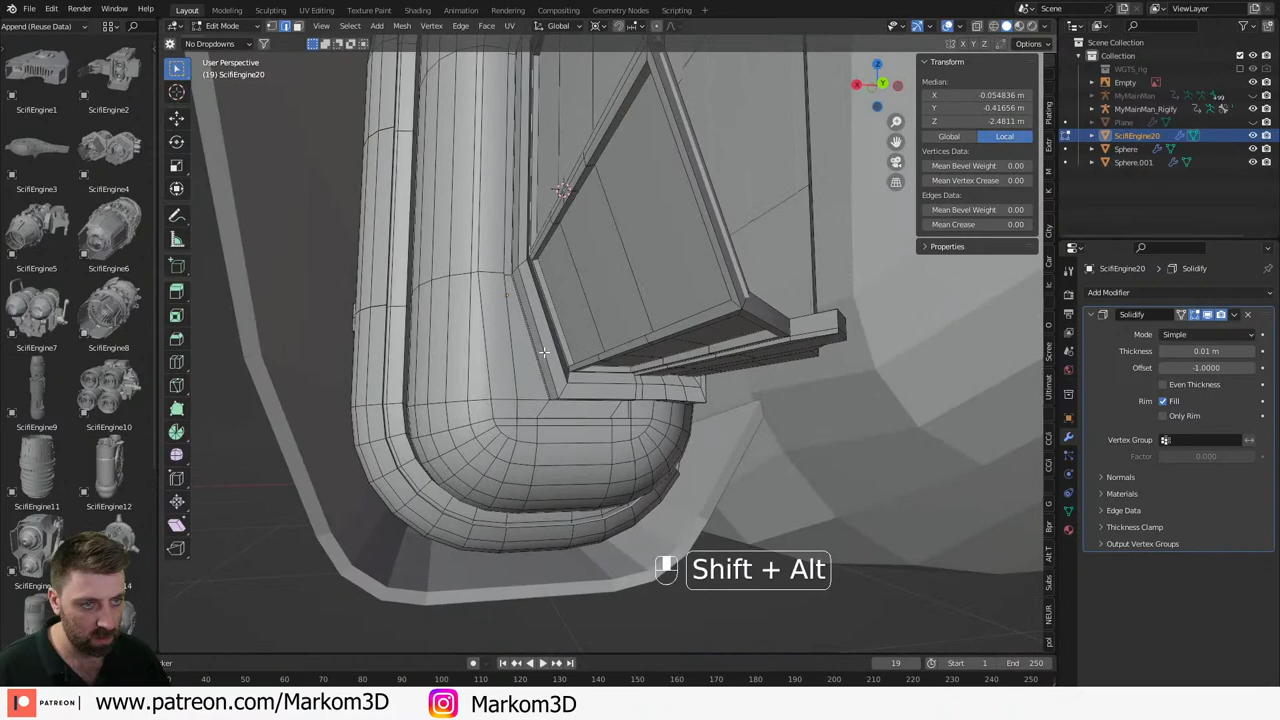 File Edit Render Window Help
Layout Sculpting UV Editing Texture Paint Shading Animation Rendering Compositing Geometry Nodes Scripting
Scene ViewLayer
Append (Reuse Data)
Edit Mode View Select Add Mesh Vertex Edge Face UV Global
No Dropdowns X Y Z Options
User Perspective
(19) ScifiEngine20
SciflEngine1 ScifiEngine2
ScifiEngine3 ScifiEngine4
ScifiEngine5 ScifiEngine6
ScifiEngine7 ScifiEngine8
ScifiEngine9 ScifiEngine10
ScifiEngine11 ScifiEngine12
Transform
Median:
X -0.054836 m
Y -0.41656 m
Z -2.4811 m
Global Local
Vertices Data:
Mean Bevel Weight 0.00
Mean Vertex Crease 0.00
Edges Data:
Mean Bevel Weight 0.00
Mean Crease 0.00
Properties
Scene Collection
Collection
WGTS_rig
Empty
MyMainMan
MyMainMan_Rigify
Plane
ScifiEngine20
Sphere
Sphere.001
ScifiEngine20 Solidify
Add Modifier
Solidify
Mode Simple
Thickness 0.01 m
Offset -1.0000
Even Thickness
Rim Fill
Only Rim
Vertex Group
Factor 0.000
Normals
Materials
Edge Data
Thickness Clamp
Output Vertex Groups
Shift + Alt
19 Start 1 End 250
40 50 60 70 80 90 100 110 120 130 140 150 160 170 180 190 200 210 220 230 240 250
PATREON www.patreon.com/Markom3D Markom3D